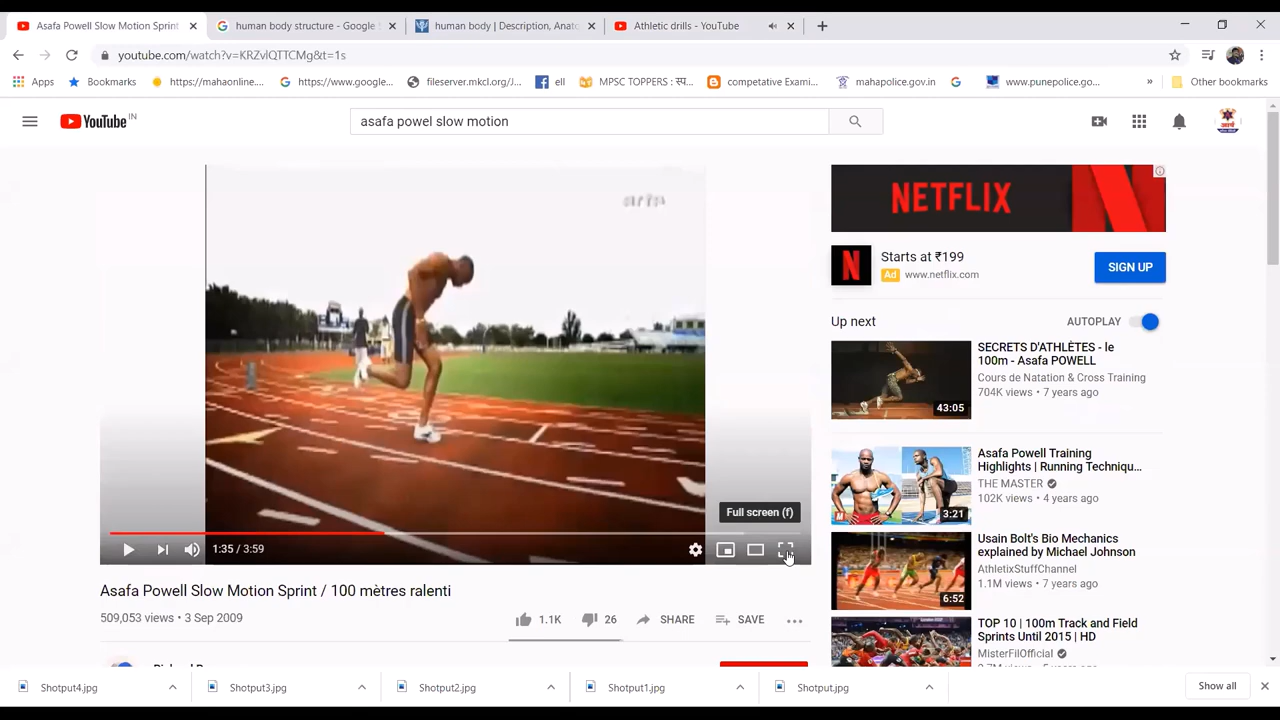 Asafa Powell Slow Motion Sprint
human body structure - Google
human body | Description, Anato
Athletic drills - YouTube
youtube.com/watch?v=KRZvlQTTCMg&t=1s
Apps
Bookmarks
https://mahaonline....
https://www.google...
fileserver.mkcl.org/J...
ell
MPSC TOPPERS : स्प...
competative Exami...
mahapolice.gov.in
www.punepolice.go...
»
Other bookmarks
YouTube IN
asafa powel slow motion
arte
NETFLIX
Starts at ₹199
Ad www.netflix.com
SIGN UP
Up next
AUTOPLAY
SECRETS D'ATHLÈTES - le
100m - Asafa POWELL
Cours de Natation & Cross Training
704K views • 7 years ago
43:05
Asafa Powell Training
Highlights | Running Techniqu...
THE MASTER
102K views • 4 years ago
3:21
Usain Bolt's Bio Mechanics
explained by Michael Johnson
AthletixStuffChannel
1.1M views • 7 years ago
6:52
TOP 10 | 100m Track and Field
Sprints Until 2015 | HD
MisterFilOfficial
Full screen (f)
1:35 / 3:59
Asafa Powell Slow Motion Sprint / 100 mètres ralenti
509,053 views • 3 Sep 2009
1.1K
26
SHARE
SAVE
Shotput4.jpg
Shotput3.jpg
Shotput2.jpg
Shotput1.jpg
Shotput.jpg
Show all